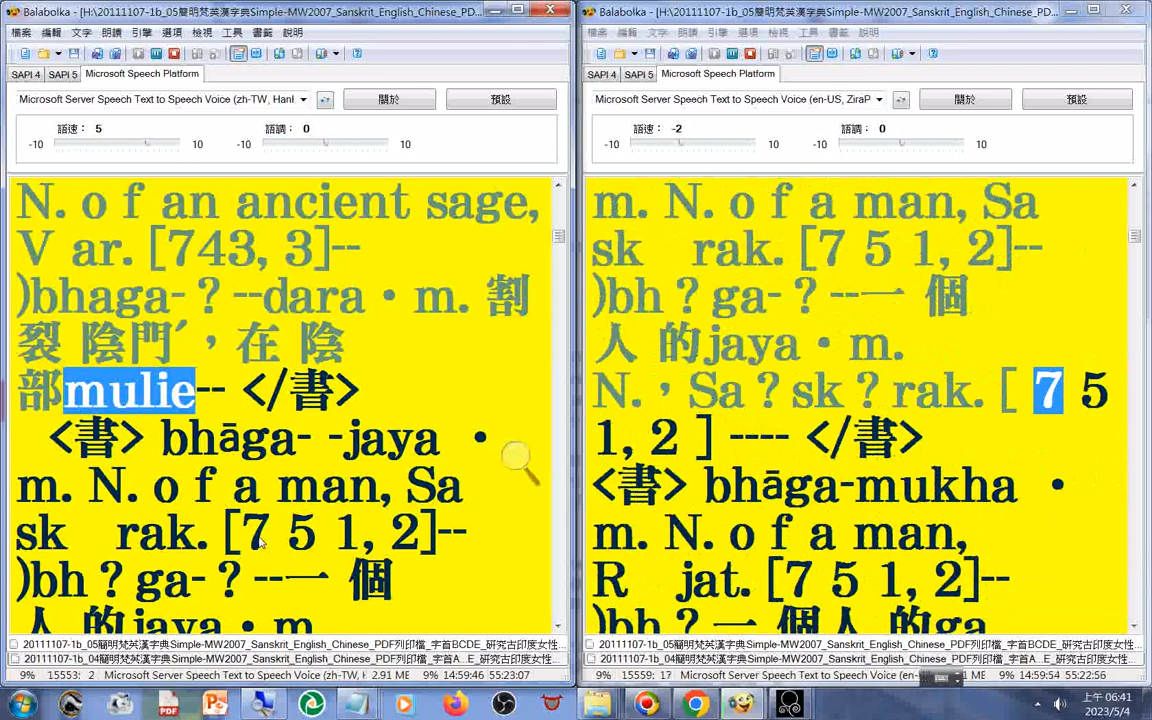 Balabolka - [H:\20111107-1b_05簡明梵英漢字典Simple-MW2007_Sanskrit_English_Chinese_PD...
檔案 編輯 文字 朗讀 引擎 選項 檢視 工具 書籤 說明
SAPI 4 SAPI 5 Microsoft Speech Platform
Microsoft Server Speech Text to Speech Voice (zh-TW, HanI 關於 預設
語速： 5 語調： 0
-10 10 -10 10
N. o f an ancient sage,
V ar. [743, 3]--
)bhaga-？--dara‧m. 割
裂 陰門ˊ，在 陰
部mulie-- </書>
<書> bhāga- -jaya ‧
m. N. o f a man, Sa
sk rak. [7 5 1, 2]--
)bh？ga-？--一 個
人 的jaya‧m
20111107-1b_05簡明梵英漢字典Simple-MW2007_Sanskrit_English_Chinese_PDF列印檔_字首BCDE_研究古印度女性...
20111107-1b_04簡明梵英漢字典Simple-MW2007_Sanskrit_English_Chinese_PDF列印檔_字首A...E_研究古印度女性...
9% 15553: 2 Microsoft Server Speech Text to Speech Voice (zh-TW, 2.91 ME 9% 14:59:46 55:23:07
Balabolka - [H:\20111107-1b_05簡明梵英漢字典Simple-MW2007_Sanskrit_English_Chinese_PD...
檔案 編輯 文字 朗讀 引擎 選項 檢視 工具 書籤 說明
SAPI 4 SAPI 5 Microsoft Speech Platform
Microsoft Server Speech Text to Speech Voice (en-US, ZiraP 關於 預設
語速： -2 語調： 0
-10 10 -10 10
m. N. o f a man, Sa
sk rak. [7 5 1, 2]--
)bh？ga-？--一 個
人 的jaya‧m.
N.，Sa？sk？rak. [ 7 5
1, 2 ] ---- </書>
<書> bhāga-mukha ‧
m. N. o f a man,
R jat. [7 5 1, 2]--
)bh？一 個人 的ga
20111107-1b_05簡明梵英漢字典Simple-MW2007_Sanskrit_English_Chinese_PDF列印檔_字首BCDE_研究古印度女性...
20111107-1b_04簡明梵英漢字典Simple-MW2007_Sanskrit_English_Chinese_PDF列印檔_字首A...E_研究古印度女性...
9% 15559: 17 Microsoft Server Speech Text to Speech Voice (en-US, ME 9% 14:59:54 55:22:56
PDF
上午 06:41
2023/5/4